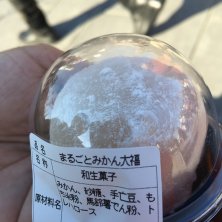 品名 まるごとみかん大福
名称 和生菓子
原材料名 みかん、砂糖、手亡豆、も
ち粉、馬鈴薯でん粉、ト
レハロース